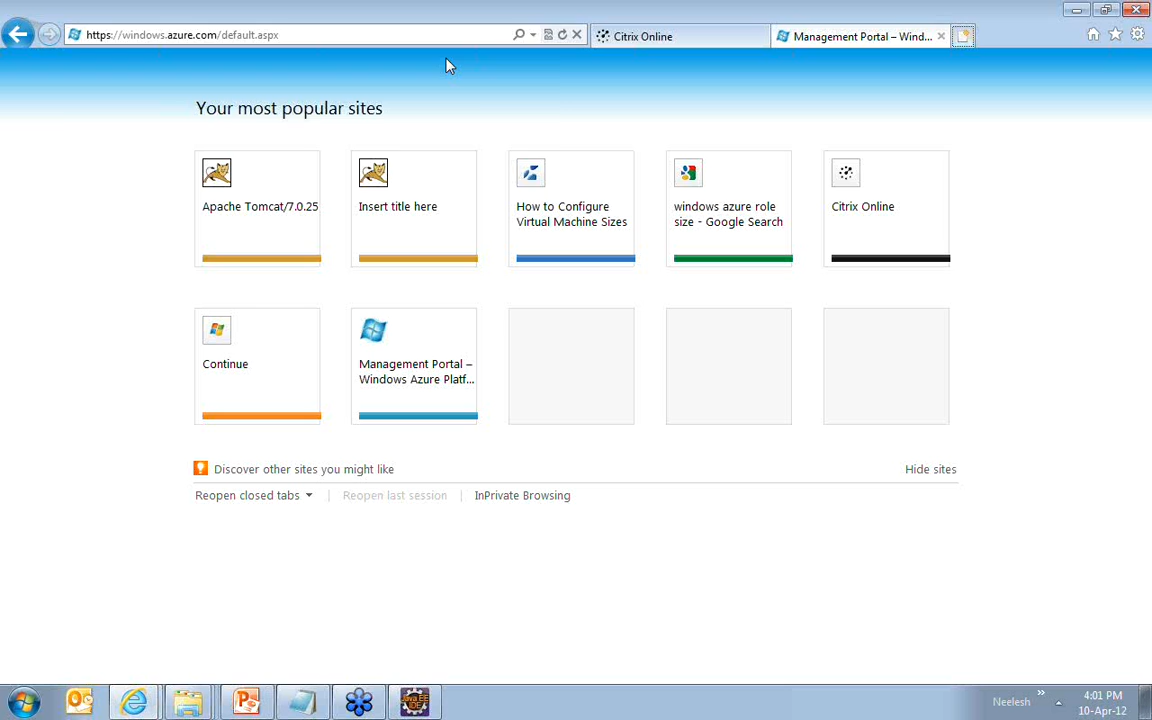 https://windows.azure.com/default.aspx
Citrix Online
Management Portal – Wind...
Your most popular sites
Apache Tomcat/7.0.25
Insert title here
How to Configure
Virtual Machine Sizes
windows azure role
size - Google Search
Citrix Online
Continue
Management Portal –
Windows Azure Platf...
Discover other sites you might like
Hide sites
Reopen closed tabs
Reopen last session
InPrivate Browsing
Java EE
IDE
Neelesh
4:01 PM
10-Apr-12